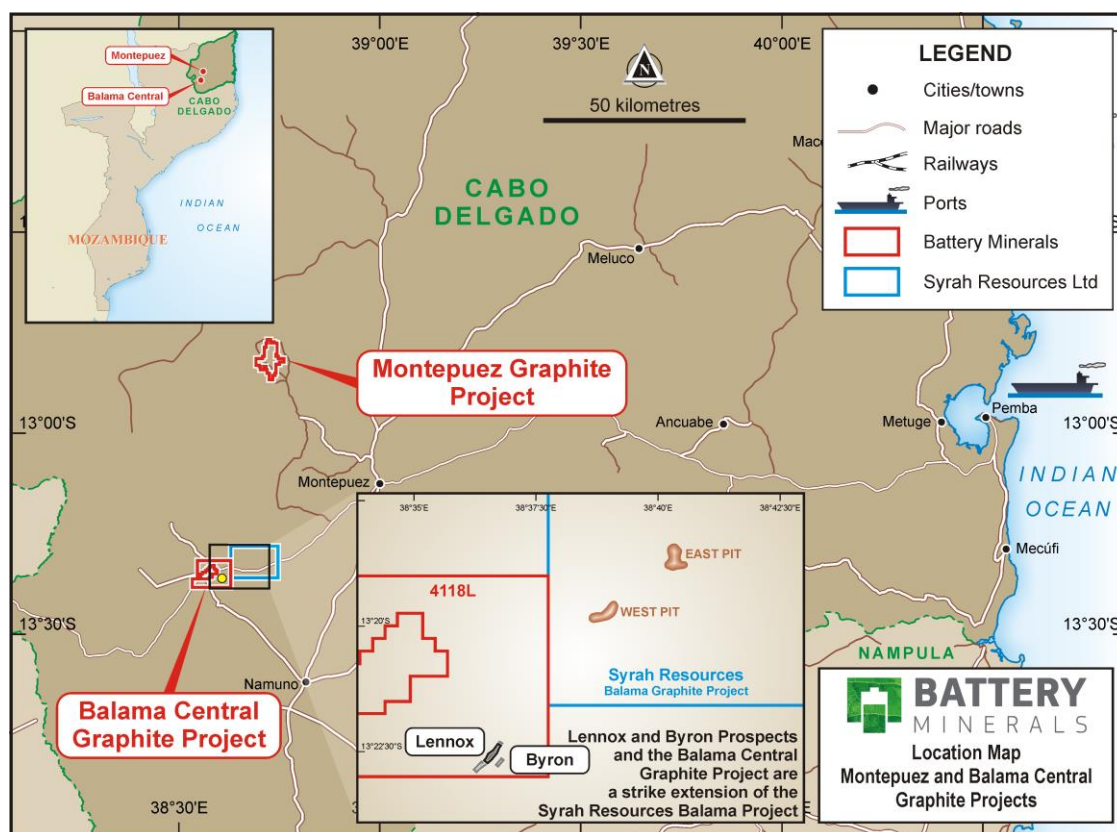 39°00'E
39°30'E
40°00'E
Montepuez
Balama Central
CABO
DELGADO
INDIAN
OCEAN
MOZAMBIQUE
N
50 kilometres
LEGEND
Cities/towns
Major roads
Railways
Ports
Battery Minerals
Syrah Resources Ltd
CABO
DELGADO
Meluco
Montepuez Graphite
Project
13°00'S
Ancuabe
Metuge
Pemba
13°00'S
Montepuez
INDIAN
OCEAN
Mecúfi
13°30'S
13°30'S
NAMPULA
Namuno
Balama Central
Graphite Project
38°30'E
38°35'E
38°37'30"E
38°40'E
38°42'30"E
4118L
EAST PIT
WEST PIT
13°20'S
Syrah Resources
Balama Graphite Project
13°22'30"S
Lennox
Byron
Lennox and Byron Prospects
and the Balama Central
Graphite Project are
a strike extension of the
Syrah Resources Balama Project
BATTERY
MINERALS
Location Map
Montepuez and Balama Central
Graphite Projects